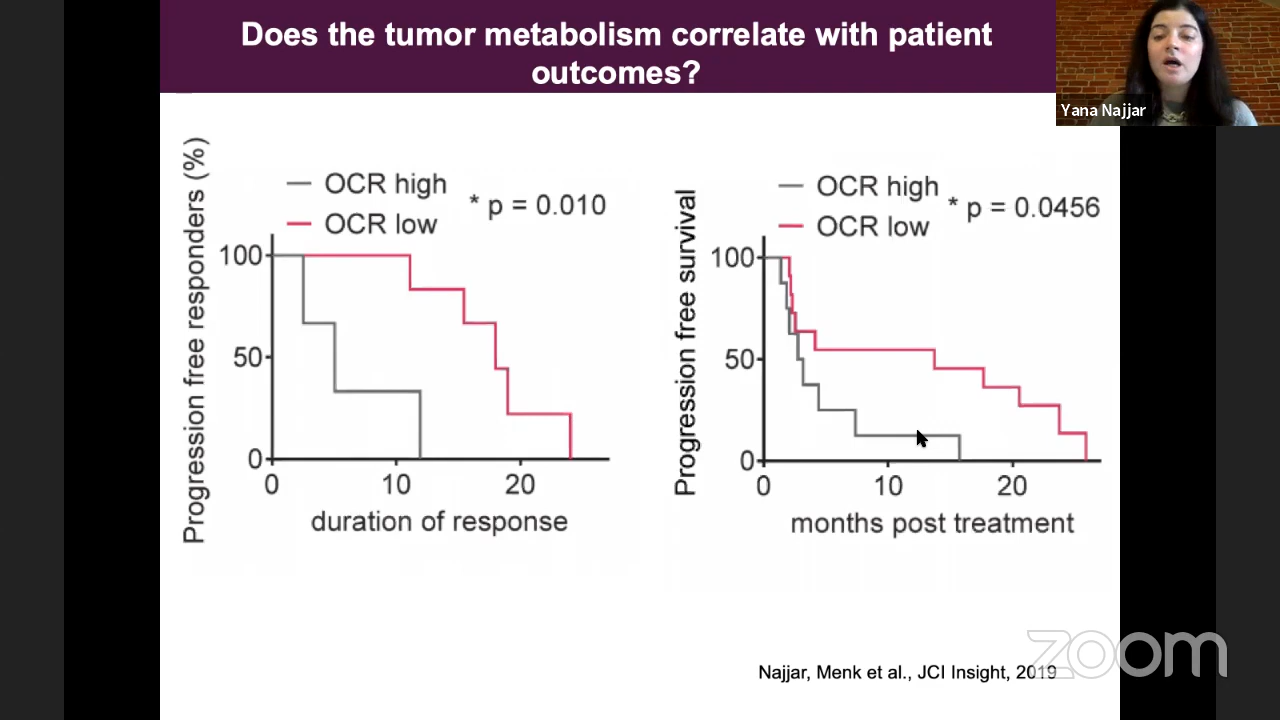 Does the tumor metabolism correlate with patient
outcomes?
Yana Najjar
Progression free responders (%)
OCR high
OCR low
* p = 0.010
100
50
0
0 10 20
duration of response
Progression free survival
OCR high
OCR low
* p = 0.0456
100
50
0
0 10 20
months post treatment
Najjar, Menk et al., JCI Insight, 2019
zoom